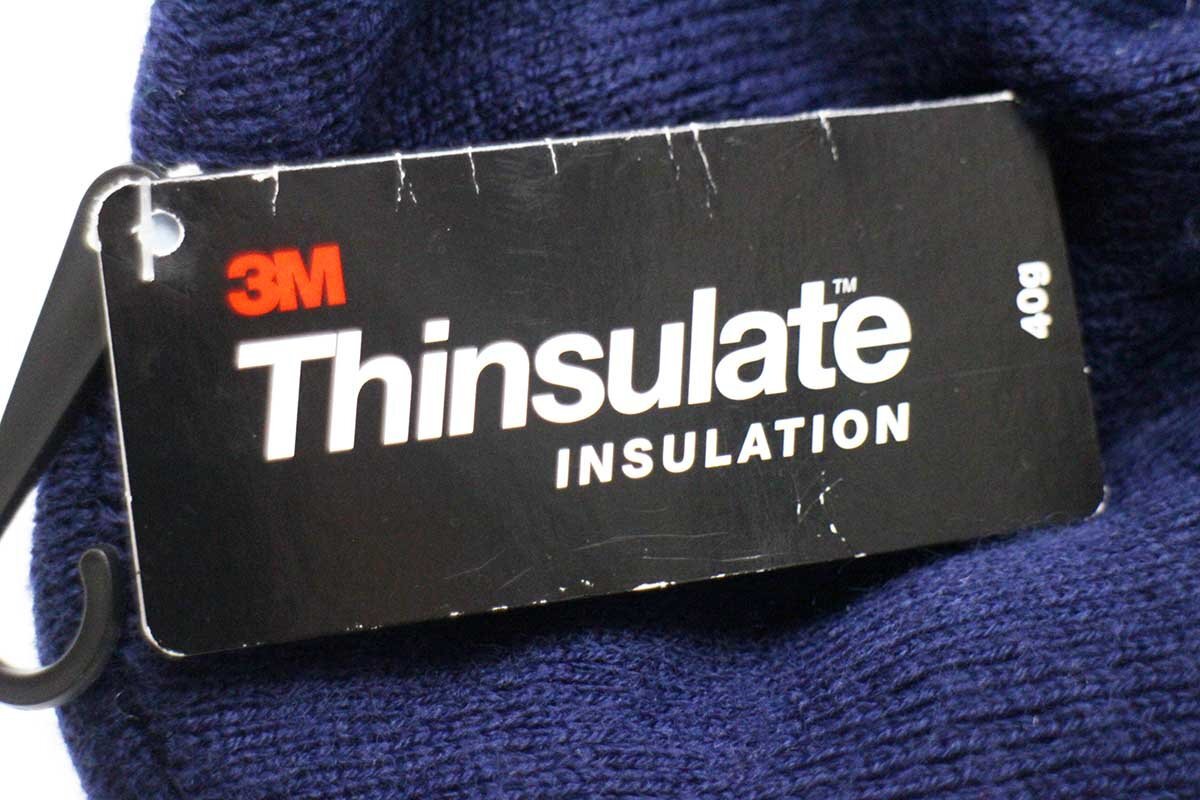 3M
Thinsulate™
INSULATION
40g